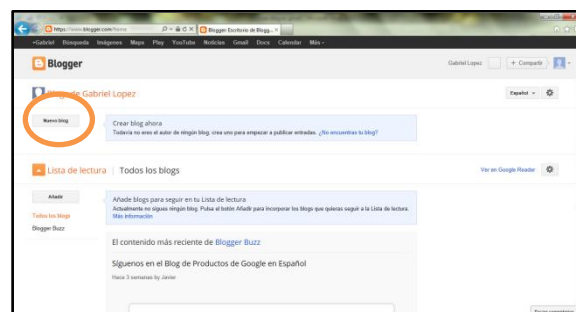 https://www.blogger.com/home
Blogger: Escritorio de Blogg...
+Gabriel Búsqueda Imágenes Maps Play YouTube Noticias Gmail Docs Calendar Más
Blogger
Gabriel Lopez
+ Compartir
de Gabriel Lopez
Español
Nuevo blog
Crear blog ahora
Todavía no eres el autor de ningún blog, crea uno para empezar a publicar entradas. ¿No encuentras tu blog?
Lista de lectura | Todos los blogs
Ver en Google Reader
Añadir
Añade blogs para seguir en tu Lista de lectura
Actualmente no sigues ningún blog. Pulsa el botón Añadir para incorporar los blogs que quieras seguir a la Lista de lectura.
Más información
Todos los blogs
Blogger Buzz
El contenido más reciente de Blogger Buzz
Síguenos en el Blog de Productos de Google en Español
Hace 3 semanas by Javier